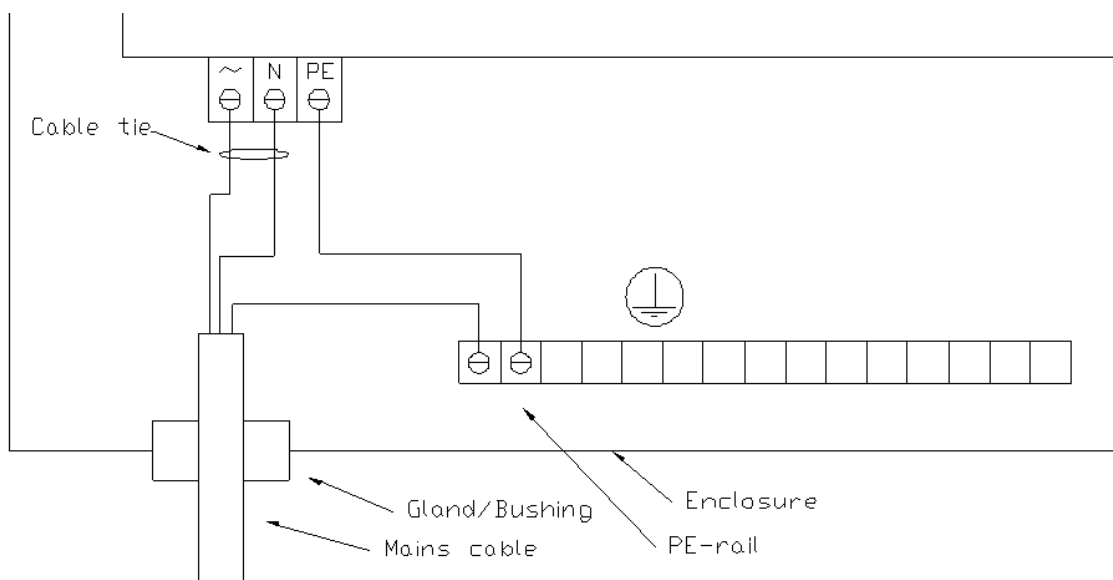 ~ N PE
Cable tie
Enclosure
Gland/Bushing
Mains cable
PE-rail